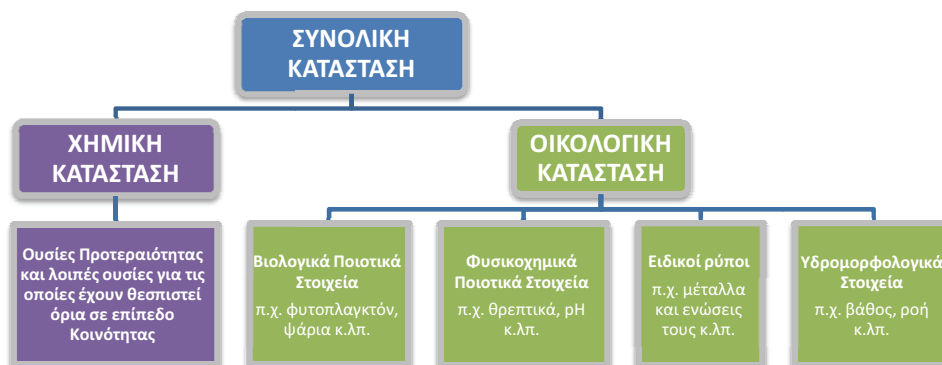 ΣΥΝΟΛΙΚΗ
ΚΑΤΑΣΤΑΣΗ
ΧΗΜΙΚΗ
ΚΑΤΑΣΤΑΣΗ
ΟΙΚΟΛΟΓΙΚΗ
ΚΑΤΑΣΤΑΣΗ
Ουσίες Προτεραιότητας
και λοιπές ουσίες για τις
οποίες έχουν θεσπιστεί
όρια σε επίπεδο
Κοινότητας
Βιολογικά Ποιοτικά
Στοιχεία
π.χ. φυτοπλαγκτόν,
ψάρια κ.λπ.
Φυσικοχημικά
Ποιοτικά Στοιχεία
π.χ. θρεπτικά, pH
κ.λπ.
Ειδικοί ρύποι
π.χ. μέταλλα
και ενώσεις
τους κ.λπ.
Υδρομορφολογικά
Στοιχεία
π.χ. βάθος, ροή
κ.λπ.